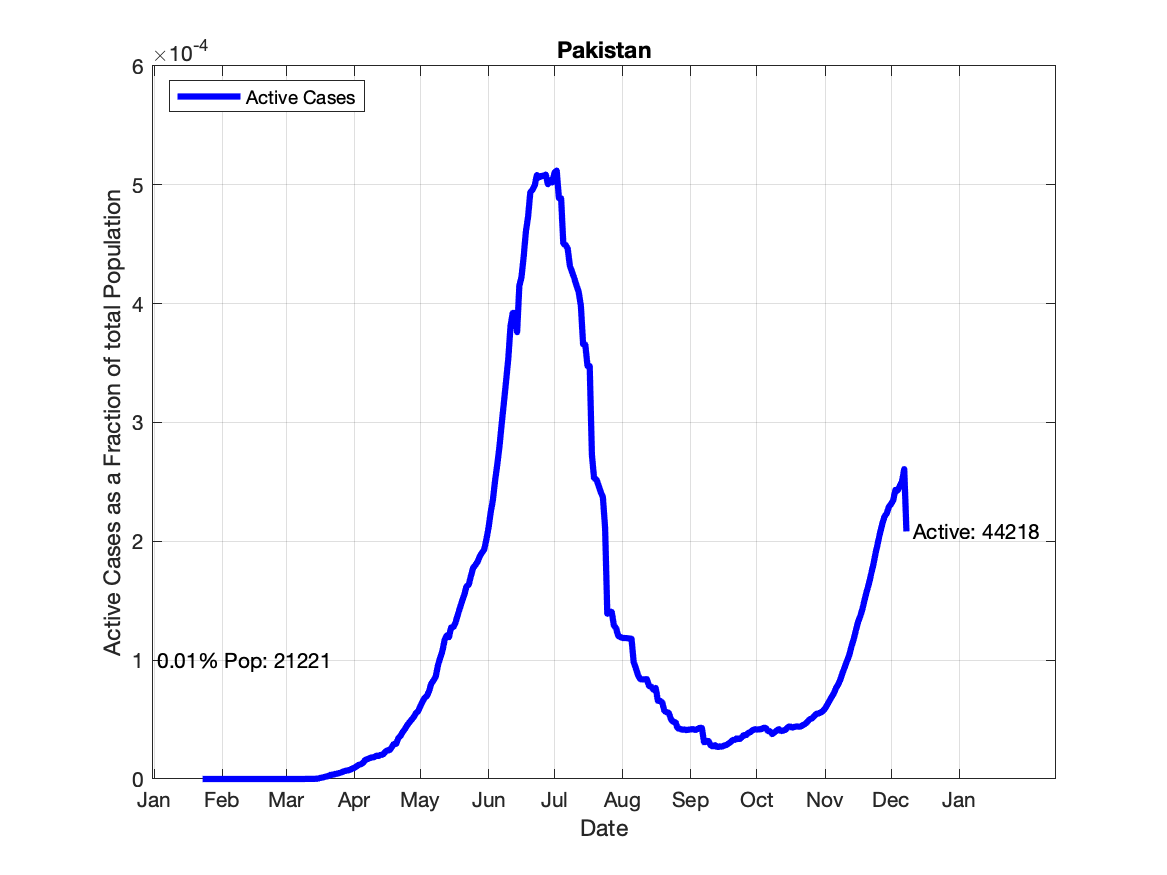 Pakistan
×10⁻⁴
Active Cases
6
5
4
3
2
1
0
Active Cases as a Fraction of total Population
0.01% Pop: 21221
Active: 44218
Jan Feb Mar Apr May Jun Jul Aug Sep Oct Nov Dec Jan
Date